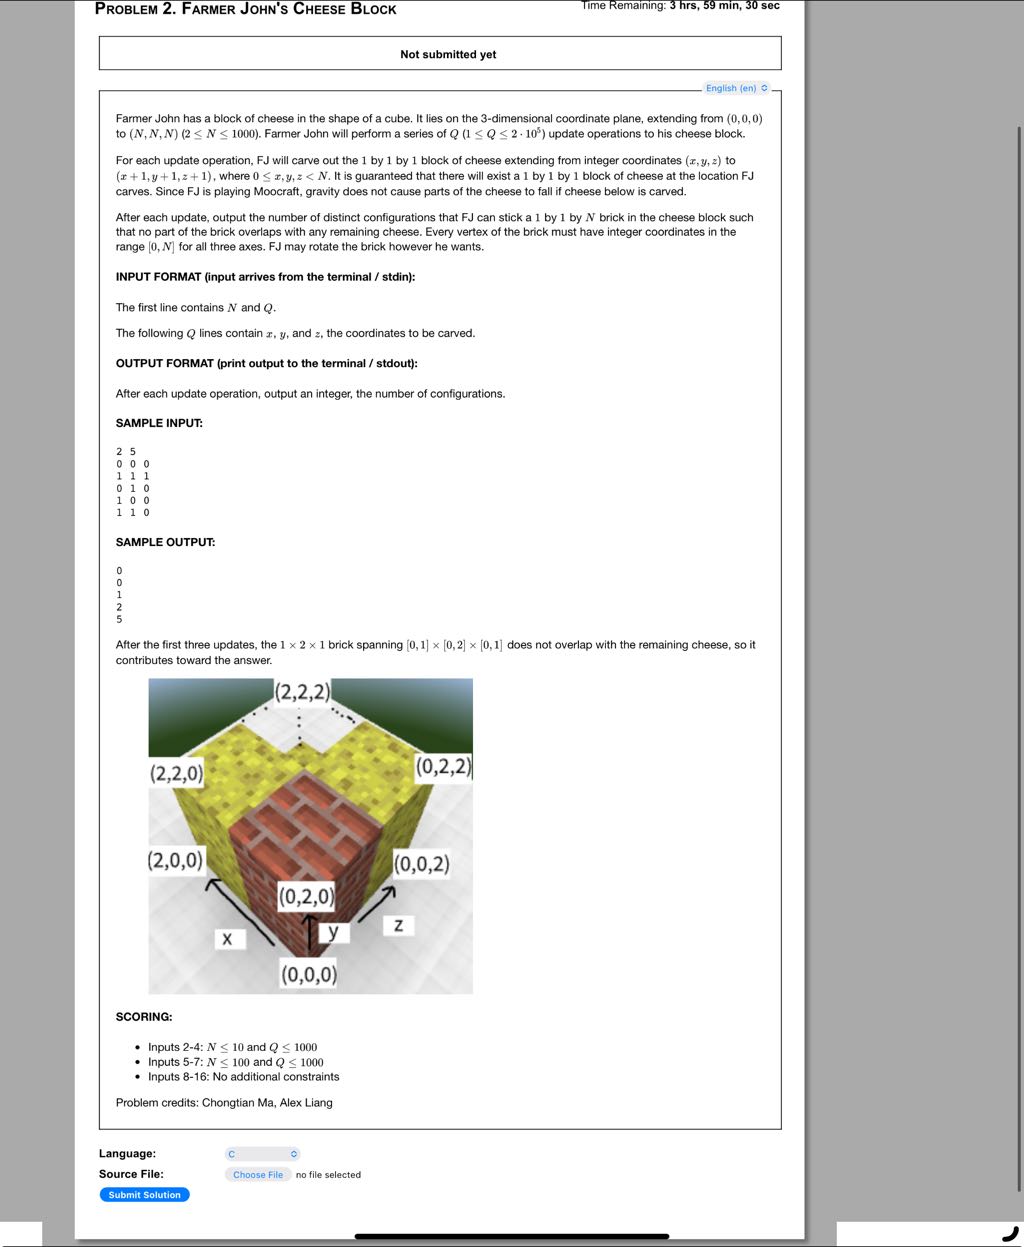 PROBLEM 2. FARMER JOHN'S CHEESE BLOCK
Time Remaining: 3 hrs, 59 min, 30 sec
Not submitted yet
English (en)
Farmer John has a block of cheese in the shape of a cube. It lies on the 3-dimensional coordinate plane, extending from (0, 0, 0)
to (N, N, N) (2 ≤ N ≤ 1000). Farmer John will perform a series of Q (1 ≤ Q ≤ 2 · 10⁵) update operations to his cheese block.
For each update operation, FJ will carve out the 1 by 1 by 1 block of cheese extending from integer coordinates (x, y, z) to
(x + 1, y + 1, z + 1), where 0 ≤ x, y, z < N. It is guaranteed that there will exist a 1 by 1 by 1 block of cheese at the location FJ
carves. Since FJ is playing Moocraft, gravity does not cause parts of the cheese to fall if cheese below is carved.
After each update, output the number of distinct configurations that FJ can stick a 1 by 1 by N brick in the cheese block such
that no part of the brick overlaps with any remaining cheese. Every vertex of the brick must have integer coordinates in the
range [0, N] for all three axes. FJ may rotate the brick however he wants.
INPUT FORMAT (input arrives from the terminal / stdin):
The first line contains N and Q.
The following Q lines contain x, y, and z, the coordinates to be carved.
OUTPUT FORMAT (print output to the terminal / stdout):
After each update operation, output an integer, the number of configurations.
SAMPLE INPUT:
2 5
0 0 0
1 1 1
0 1 0
1 0 0
1 1 0
SAMPLE OUTPUT:
0
0
1
2
5
After the first three updates, the 1 × 2 × 1 brick spanning [0, 1] × [0, 2] × [0, 1] does not overlap with the remaining cheese, so it
contributes toward the answer.
(2,2,2)
(2,2,0)
(0,2,2)
(2,0,0)
(0,0,2)
(0,2,0)
x
y
z
(0,0,0)
SCORING:
• Inputs 2-4: N ≤ 10 and Q ≤ 1000
• Inputs 5-7: N ≤ 100 and Q ≤ 1000
• Inputs 8-16: No additional constraints
Problem credits: Chongtian Ma, Alex Liang
Language:
C
Source File:
Choose File
no file selected
Submit Solution